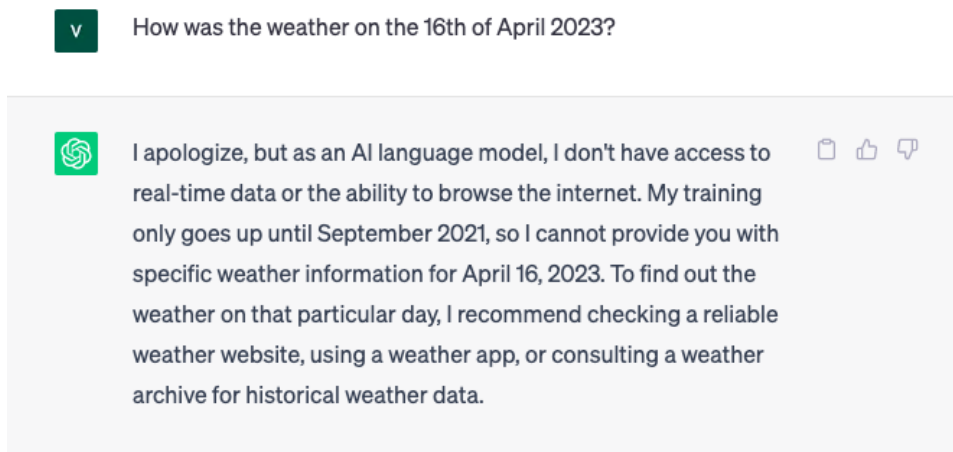 V
How was the weather on the 16th of April 2023?
I apologize, but as an AI language model, I don't have access to
real-time data or the ability to browse the internet. My training
only goes up until September 2021, so I cannot provide you with
specific weather information for April 16, 2023. To find out the
weather on that particular day, I recommend checking a reliable
weather website, using a weather app, or consulting a weather
archive for historical weather data.